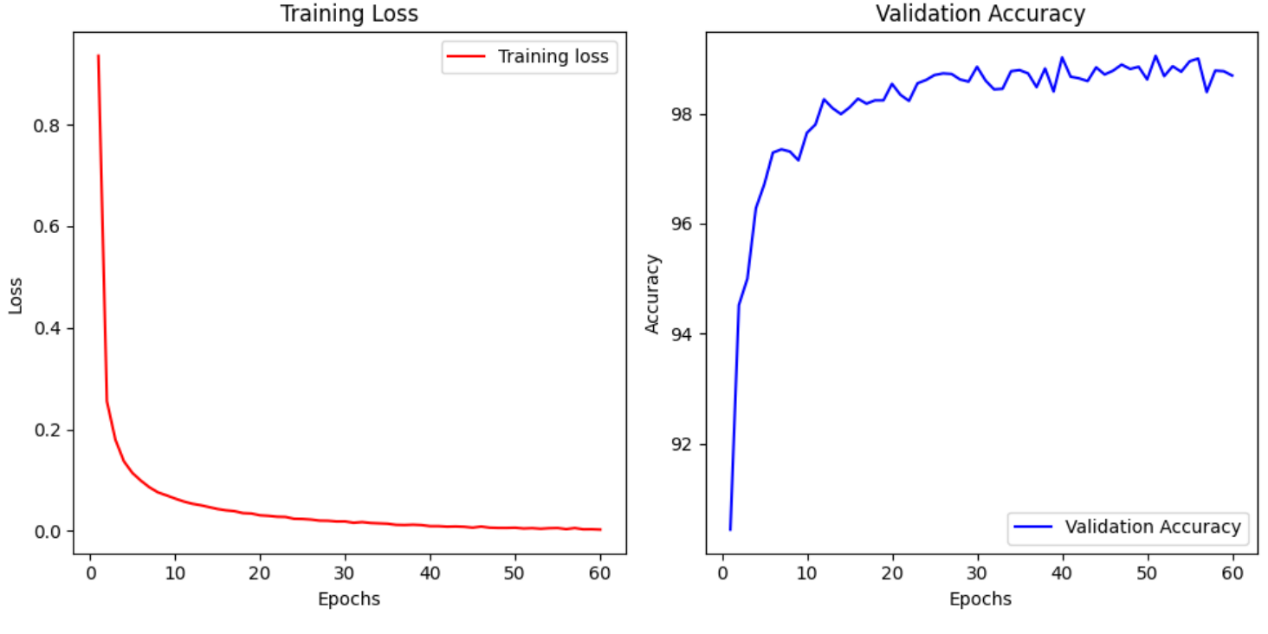 Training Loss
Training loss
0.8
0.6
0.4
0.2
0.0
Loss
0 10 20 30 40 50 60
Epochs
Validation Accuracy
98
96
94
92
Accuracy
Validation Accuracy
0 10 20 30 40 50 60
Epochs